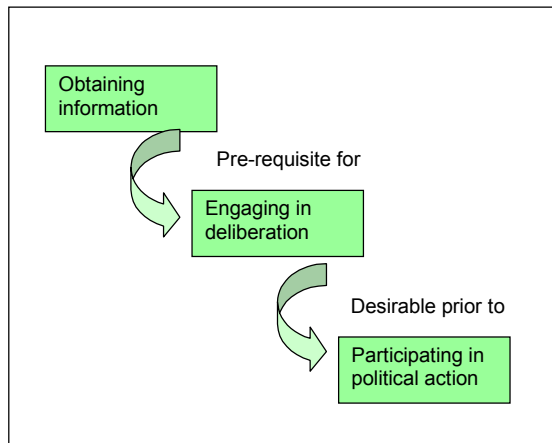 Obtaining
information
Pre-requisite for
Engaging in
deliberation
Desirable prior to
Participating in
political action